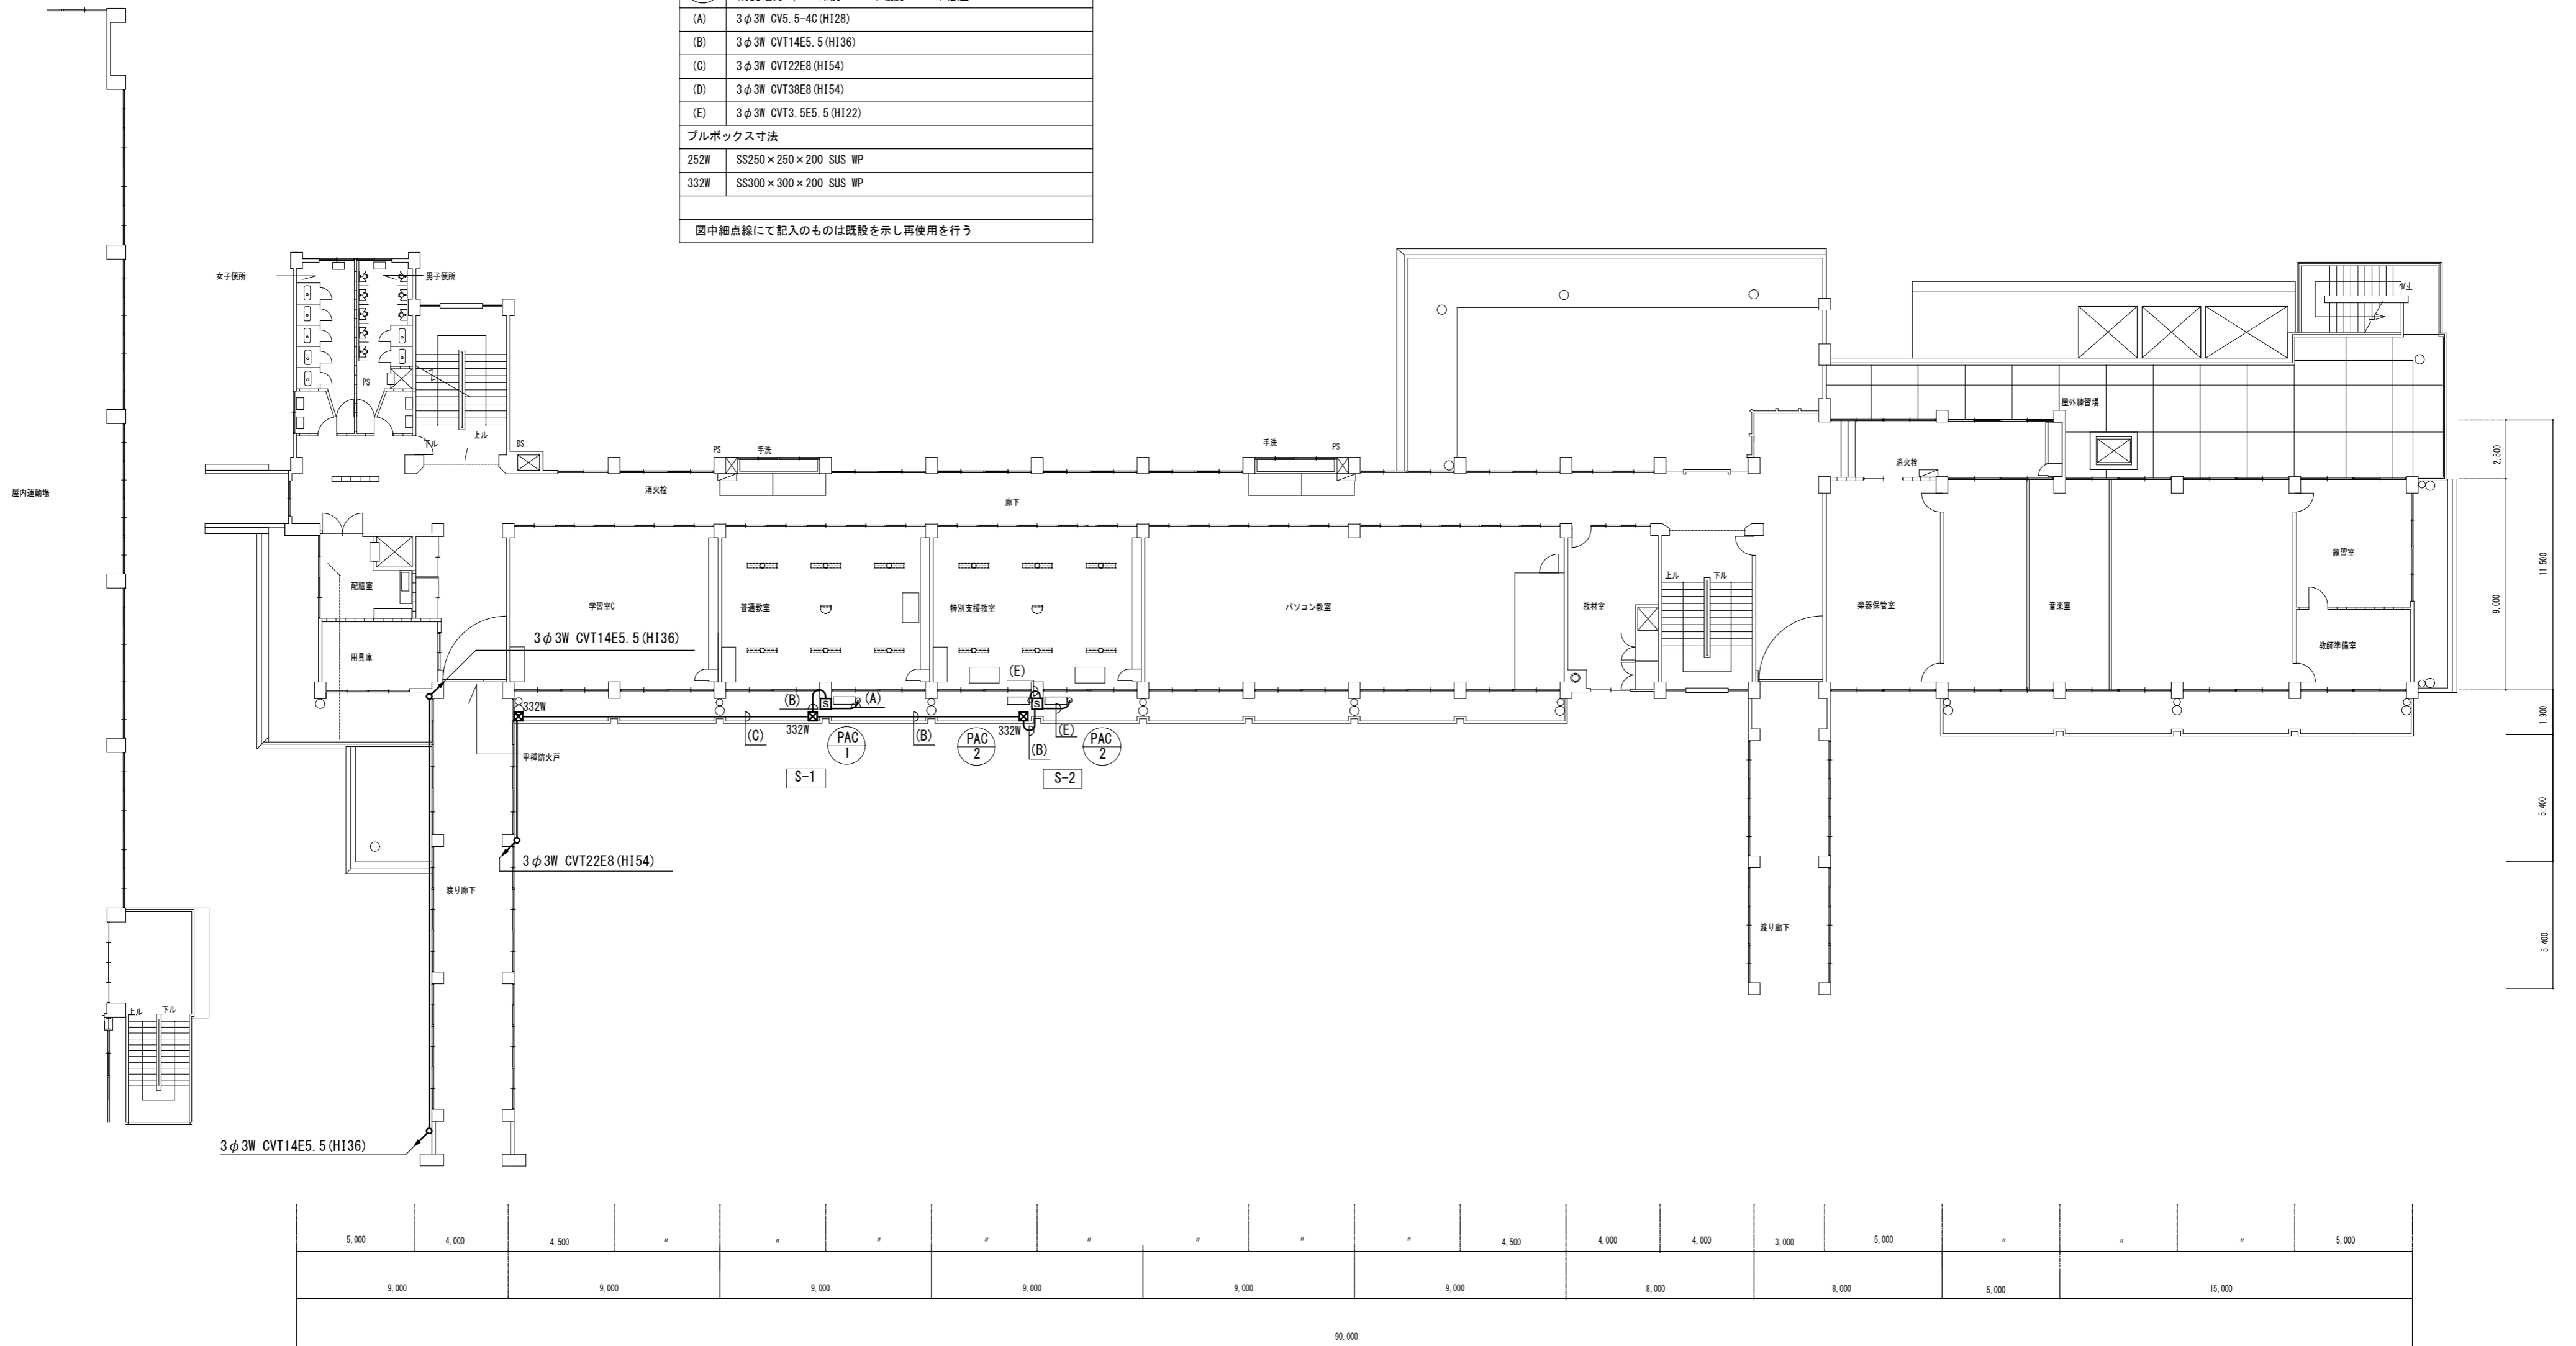 (A) 3φ3W CV5.5-4C(HI28)
(B) 3φ3W CVT14E5.5(HI36)
(C) 3φ3W CVT22E8(HI54)
(D) 3φ3W CVT38E8(HI54)
(E) 3φ3W CVT3.5E5.5(HI22)
プルボックス寸法
252W SS250×250×200 SUS WP
332W SS300×300×200 SUS WP
図中細点線にて記入のものは既設を示し再使用を行う
女子便所
男子便所
PS
下ル
上ル
DS
PS
手洗
手洗
PS
下ル
屋外練習場
屋内運動場
消火栓
廊下
消火栓
配膳室
用具庫
学習室C
普通教室
特別支援教室
パソコン教室
教材室
上ル
下ル
楽器保管室
音楽室
練習室
教師準備室
3φ3W CVT14E5.5(HI36)
332W
(B)
(A)
(E)
(C)
332W
PAC
1
(B)
PAC
2
332W
(B)
(E)
PAC
2
S
S
S-1
S-2
甲種防火戸
3φ3W CVT22E8(HI54)
渡り廊下
渡り廊下
上ル
下ル
3φ3W CVT14E5.5(HI36)
2,500
9,000
11,500
1,900
5,400
5,400
5,000 4,000 4,500 〃 〃 〃 〃 〃 〃 〃 〃 4,500 4,000 4,000 3,000 5,000 〃 〃 〃 5,000
9,000 9,000 9,000 9,000 9,000 9,000 8,000 8,000 5,000 15,000
90,000